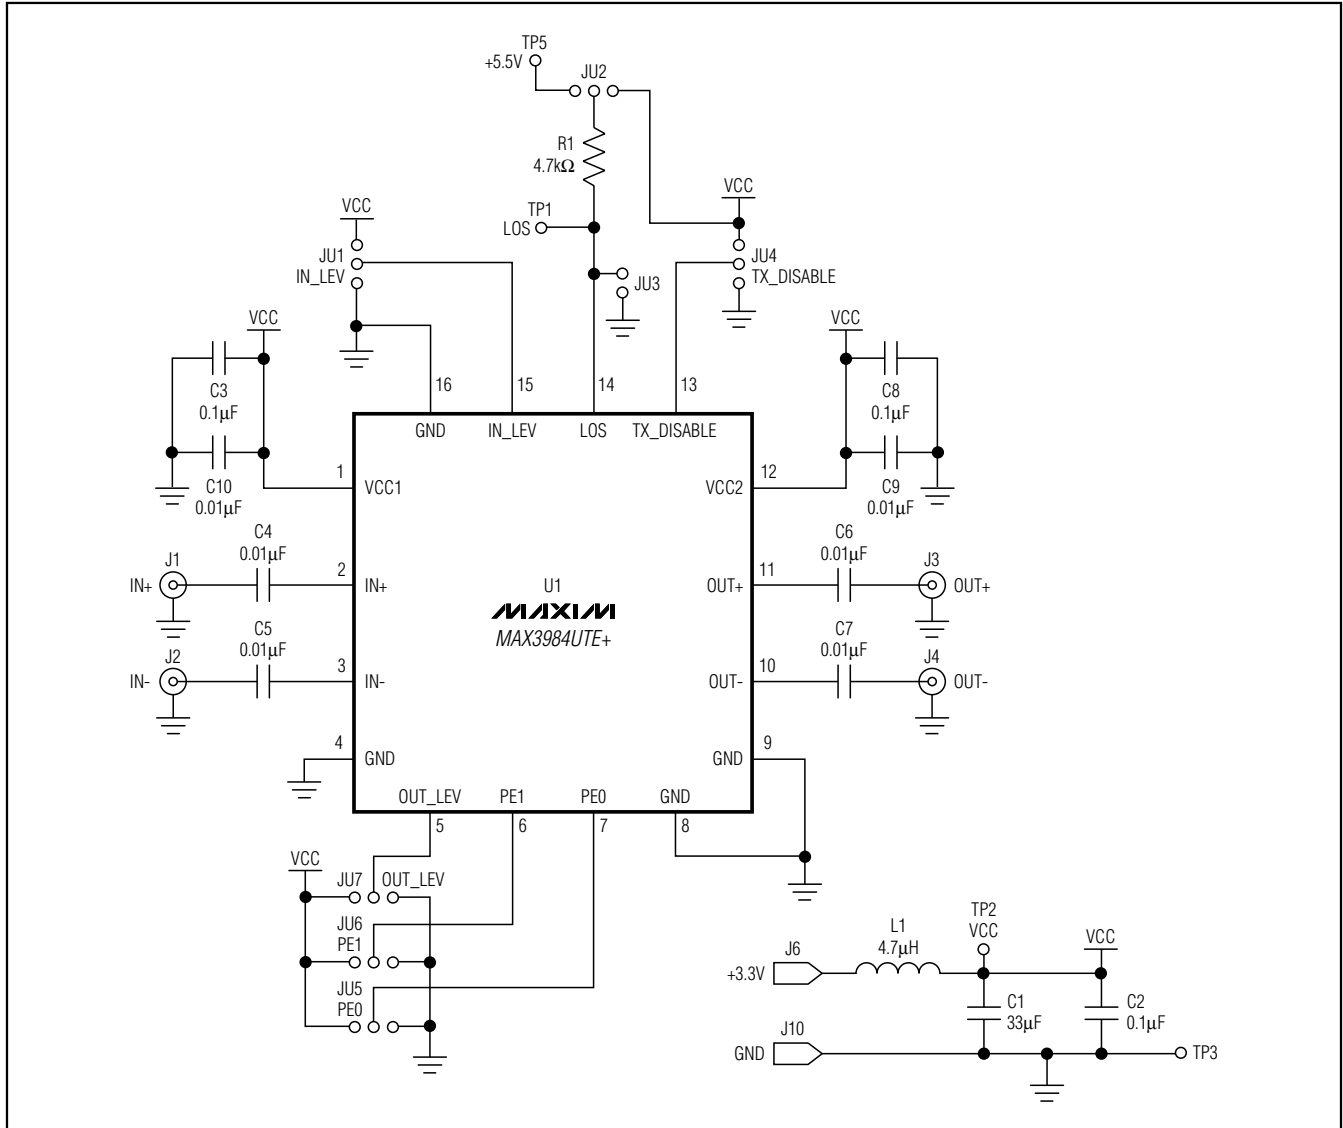 TP5
+5.5V
JU2
R1
4.7kΩ
VCC
TP1
LOS
VCC
JU1
IN_LEV
JU3
JU4
TX_DISABLE
VCC
VCC
C3
0.1µF
16
15
14
13
C8
0.1µF
GND
IN_LEV
LOS
TX_DISABLE
C10
0.01µF
1
VCC1
VCC2
12
C9
0.01µF
C4
0.01µF
C6
0.01µF
J1
IN+
2
IN+
U1
MAXIM
MAX3984UTE+
OUT+
11
J3
OUT+
C5
0.01µF
C7
0.01µF
J2
IN-
3
IN-
OUT-
10
J4
OUT-
4
GND
GND
9
OUT_LEV
PE1
PE0
GND
5
6
7
8
VCC
JU7
OUT_LEV
JU6
PE1
JU5
PE0
TP2
VCC
VCC
L1
4.7µH
J6
+3.3V
C1
33µF
C2
0.1µF
J10
GND
TP3